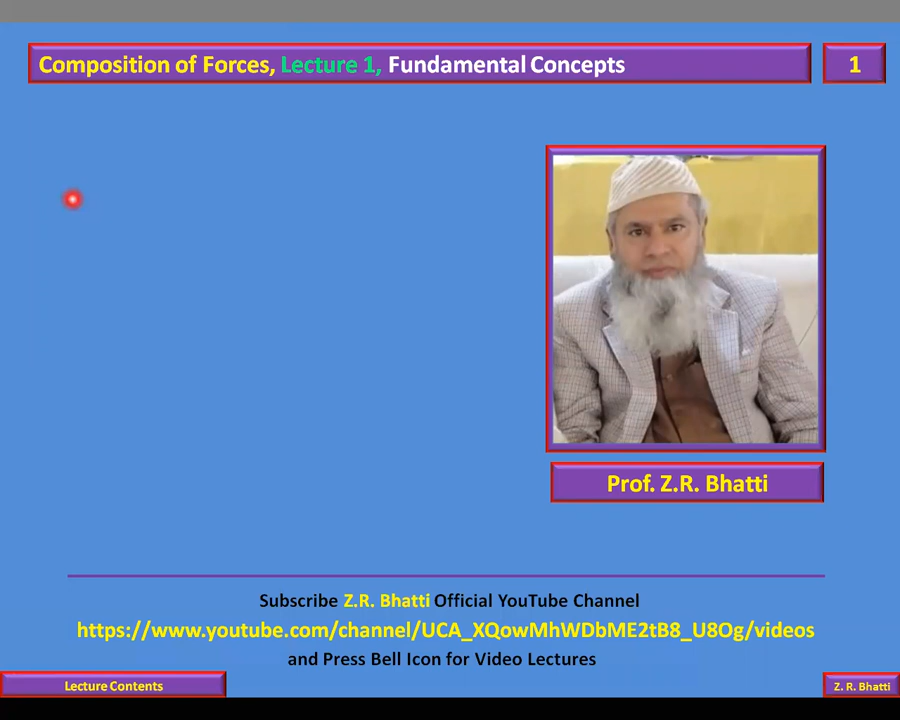 Composition of Forces, Lecture 1, Fundamental Concepts
1
Prof. Z.R. Bhatti
Subscribe Z.R. Bhatti Official YouTube Channel
https://www.youtube.com/channel/UCA_XQowMhWDbME2tB8_U8Og/videos
and Press Bell Icon for Video Lectures
Lecture Contents
Z. R. Bhatti